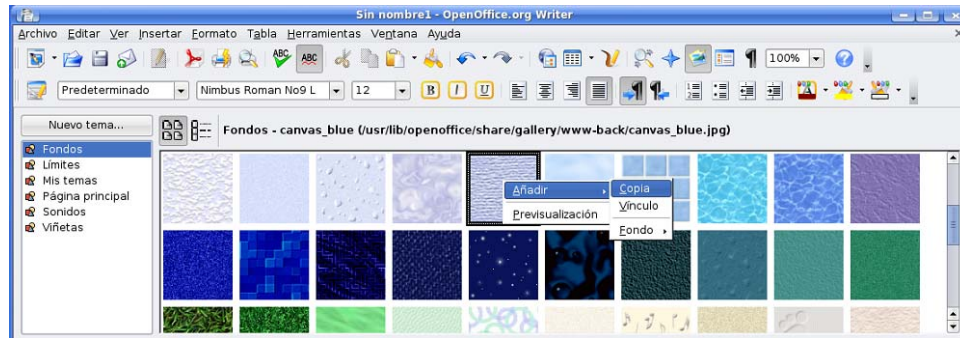 Sin nombre1 - OpenOffice.org Writer
Archivo Editar Ver Insertar Formato Tabla Herramientas Ventana Ayuda
ABC ABC 100%
Predeterminado Nimbus Roman No9 L 12 B I U
Nuevo tema... Fondos - canvas_blue (/usr/lib/openoffice/share/gallery/www-back/canvas_blue.jpg)
Fondos
Límites
Mis temas
Página principal
Sonidos
Viñetas
Añadir
Previsualización
Copia
Vínculo
Fondo